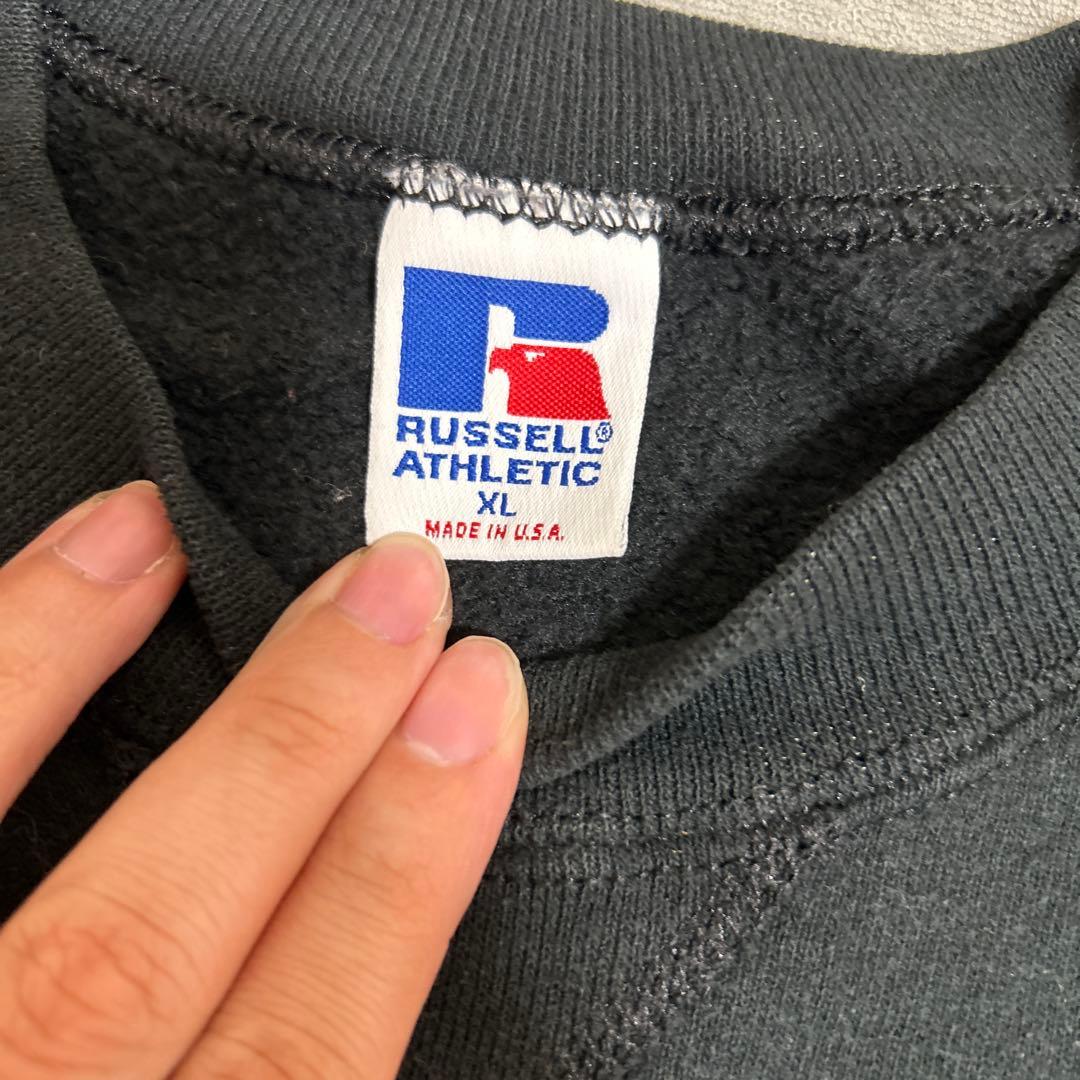 RUSSELL®
ATHLETIC
XL
MADE IN U.S.A.